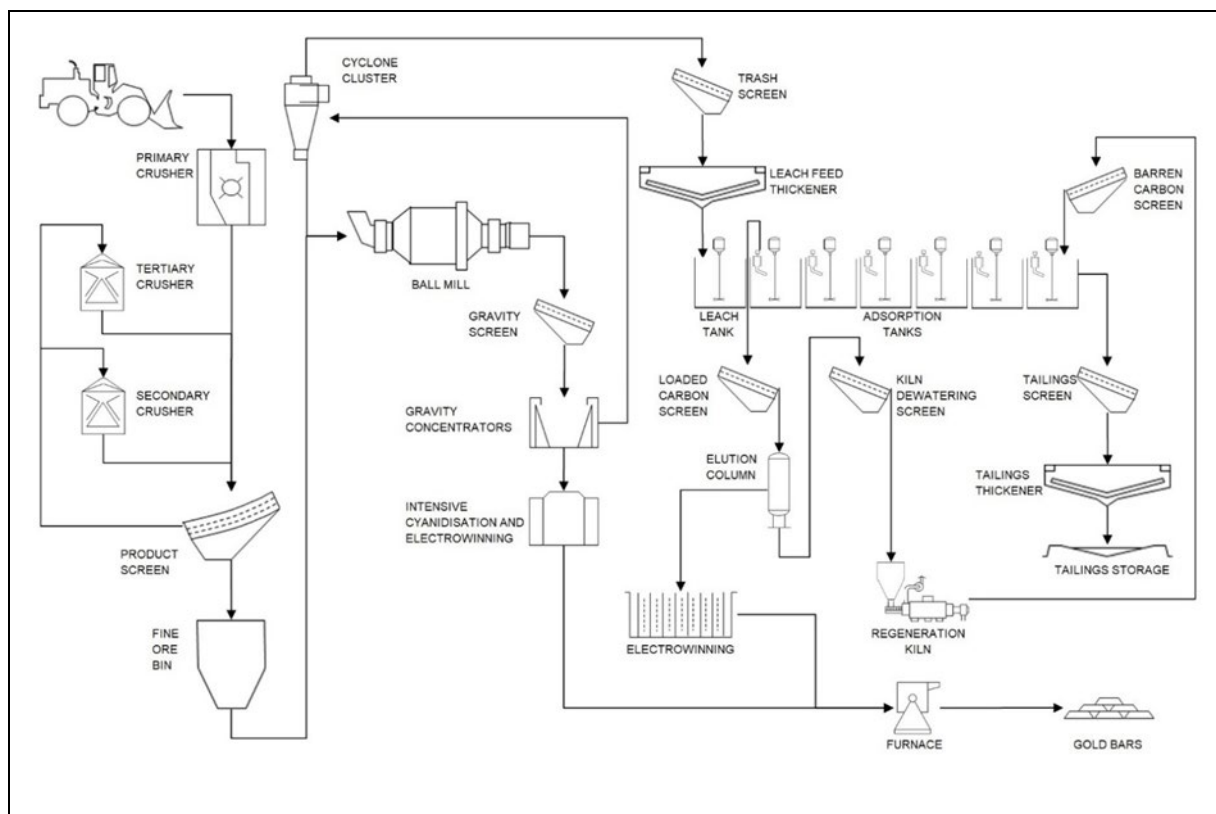 CYCLONE
CLUSTER
TRASH
SCREEN
PRIMARY
CRUSHER
LEACH FEED
THICKENER
BARREN
CARBON
SCREEN
TERTIARY
CRUSHER
BALL MILL
GRAVITY
SCREEN
LEACH
TANK
ADSORPTION
TANKS
SECONDARY
CRUSHER
LOADED
CARBON
SCREEN
KILN
DEWATERING
SCREEN
TAILINGS
SCREEN
GRAVITY
CONCENTRATORS
ELUTION
COLUMN
TAILINGS
THICKENER
INTENSIVE
CYANIDISATION AND
ELECTROWINNING
PRODUCT
SCREEN
TAILINGS STORAGE
FINE
ORE
BIN
ELECTROWINNING
REGENERATION
KILN
FURNACE
GOLD BARS